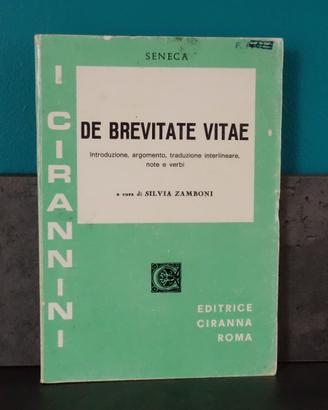 SENECA
DE BREVITATE VITAE
Introduzione, argomento, traduzione interlineare,
note e verbi
a cura di SILVIA ZAMBONI
I CIRANNINI
EDITRICE
CIRANNA
ROMA